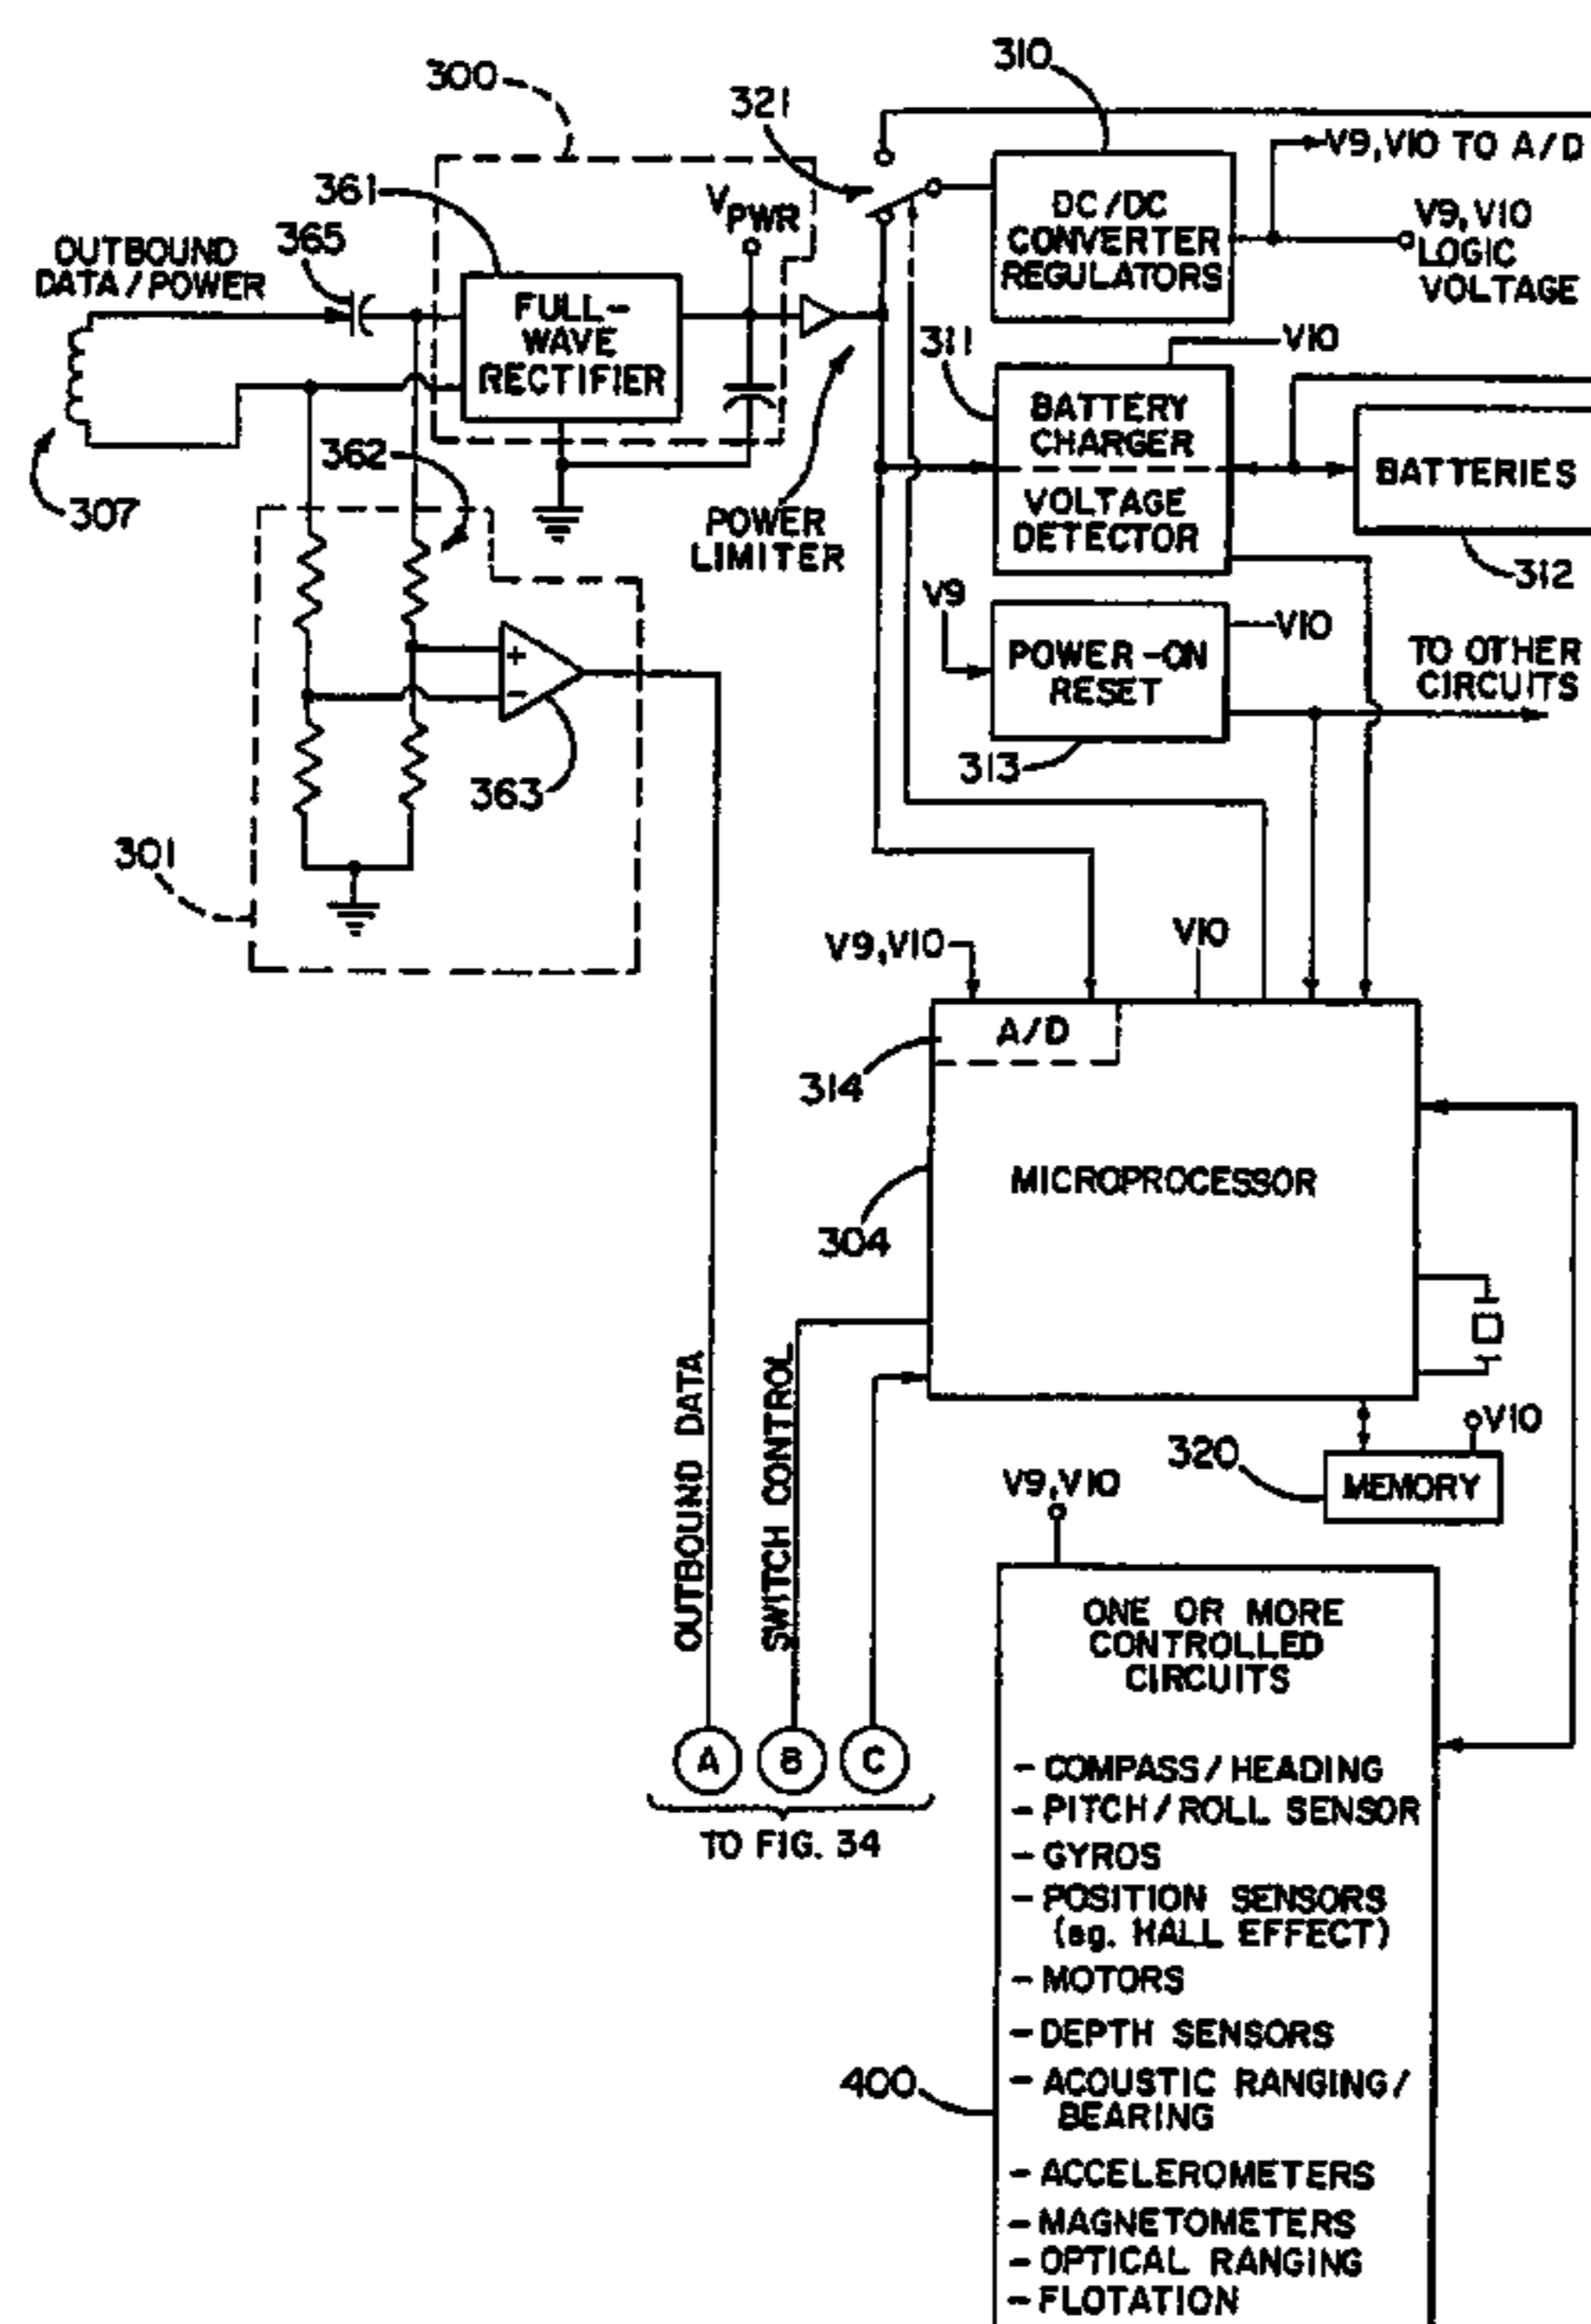 300
310
321
361
V PWR
V9,V10 TO A/D
365
OUTBOUND
DATA/POWER
DC/DC
CONVERTER
REGULATORS
V9,V10
LOGIC
VOLTAGE
FULL-
WAVE
RECTIFIER
311
V10
BATTERY
CHARGER
362
307
POWER
LIMITER
VOLTAGE
DETECTOR
BATTERIES
312
V9
V10
POWER-ON
RESET
TO OTHER
CIRCUITS
+
-
363
313
301
V9,V10
V10
A/D
314
MICROPROCESSOR
304
OUTBOUND DATA
SWITCH CONTROL
V10
320
MEMORY
V9,V10
ONE OR MORE
CONTROLLED
CIRCUITS
A B C
TO FIG. 34
- COMPASS/HEADING
- PITCH/ROLL SENSOR
- GYROS
- POSITION SENSORS
(eg. HALL EFFECT)
- MOTORS
- DEPTH SENSORS
400
- ACOUSTIC RANGING/
BEARING
- ACCELEROMETERS
- MAGNETOMETERS
- OPTICAL RANGING
- FLOTATION